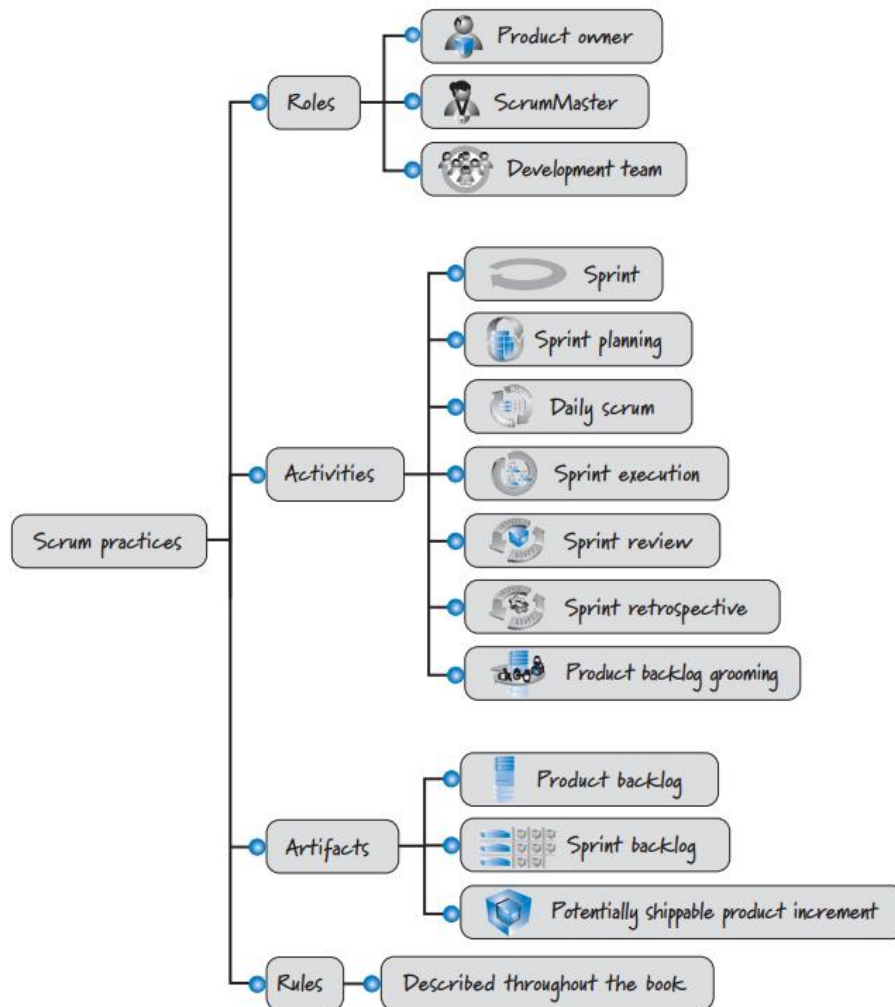 Scrum practices
Roles
Product owner
ScrumMaster
Development team
Activities
Sprint
Sprint planning
Daily scrum
Sprint execution
Sprint review
Sprint retrospective
Product backlog grooming
Artifacts
Product backlog
Sprint backlog
Potentially shippable product increment
Rules
Described throughout the book